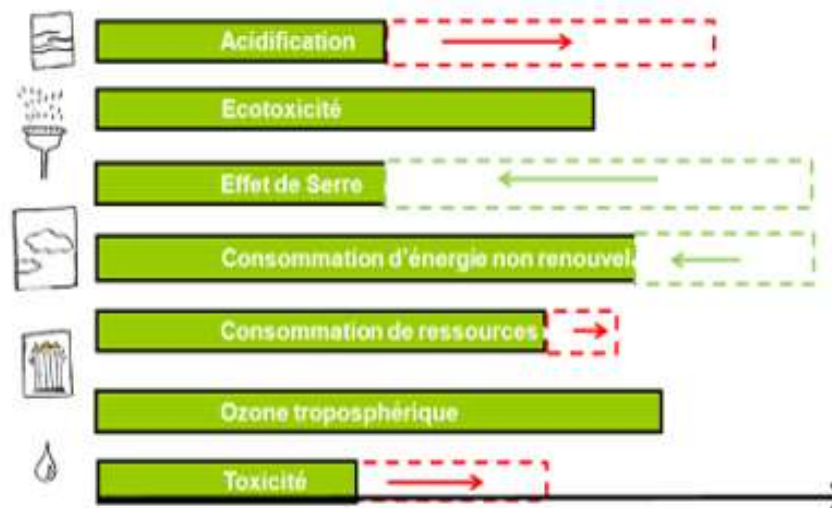 Acidification
Ecotoxicité
Effet de Serre
Consommation d'énergie non renouvel
Consommation de ressources
Ozone troposphérique
Toxicité